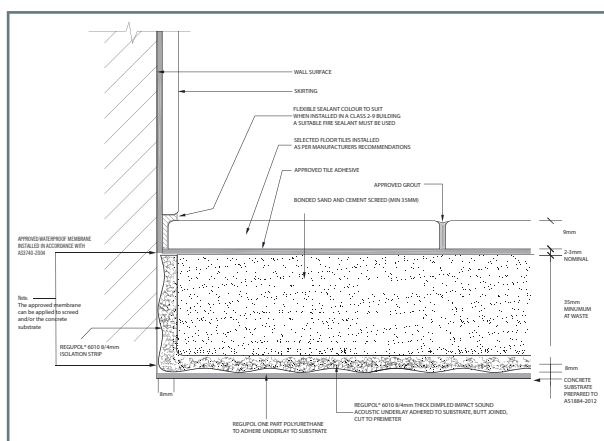 WALL SURFACE
SKIRTING
FLEXIBLE SEALANT COLOUR TO SUIT
WHEN INSTALLED IN A CLASS 2-9 BUILDING
A SUITABLE FIRE SEALANT MUST BE USED
SELECTED FLOOR TILES INSTALLED
AS PER MANUFACTURERS RECOMMENDATIONS
APPROVED TILE ADHESIVE
APPROVED GROUT
BONDED SAND AND CEMENT SCREED (MIN 35MM)
9mm
APPROVED WATERPROOF MEMBRANE
INSTALLED IN ACCORDANCE WITH
AS3740-2004
2-3mm
NOMINAL
Note:
The approved membrane
can be applied to screed
and/or the concrete
substrate
35mm
MINUMUM
AT WASTE
REGUPOL® 6010 8/4mm
ISOLATION STRIP
8mm
8mm
CONCRETE
SUBSTRATE
PREPARED TO
AS1884-2012
REGUPOL® 6010 8/4mm THICK DIMPLED IMPACT SOUND
ACOUSTIC UNDERLAY ADHERED TO SUBSTRATE, BUTT JOINED,
CUT TO PREIMETER
REGUPOL ONE PART POLYURETHANE
TO ADHERE UNDERLAY TO SUBSTRATE